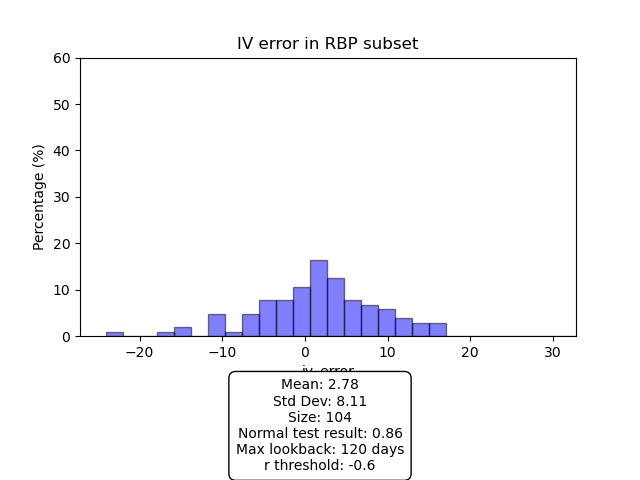 IV error in RBP subset
60
50
40
30
20
10
0
Percentage (%)
−20
−10
0
10
20
30
iv_error
Mean: 2.78
Std Dev: 8.11
Size: 104
Normal test result: 0.86
Max lookback: 120 days
r threshold: -0.6